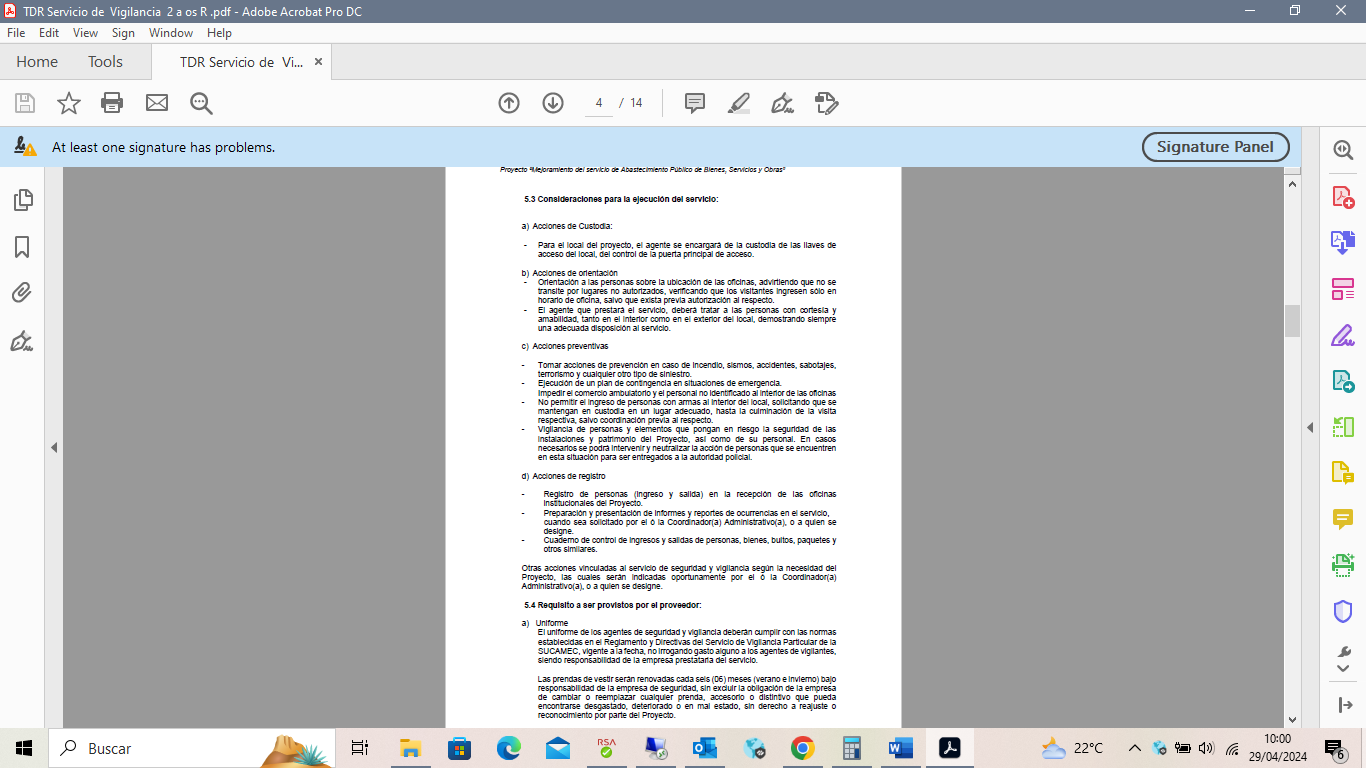 TDR Servicio de  Vigilancia  2 a os R .pdf - Adobe Acrobat Pro DC
File Edit View Sign Window Help
Home Tools TDR Servicio de  Vi... ×
4 / 14
At least one signature has problems.
Signature Panel
Proyecto "Mejoramiento del servicio de Abastecimiento Público de Bienes, Servicios y Obras"
5.3 Consideraciones para la ejecución del servicio:
a) Acciones de Custodia:
- Para el local del proyecto, el agente se encargará de la custodia de las llaves de
acceso del local, del control de la puerta principal de acceso.
b) Acciones de orientación
- Orientación a las personas sobre la ubicación de las oficinas, advirtiendo que no se
transite por lugares no autorizados, verificando que los visitantes ingresen sólo en
horario de oficina, salvo que exista previa autorización al respecto.
- El agente que prestará el servicio, deberá tratar a las personas con cortesía y
amabilidad, tanto en el interior como en el exterior del local, demostrando siempre
una adecuada disposición al servicio.
c) Acciones preventivas
- Tomar acciones de prevención en caso de incendio, sismos, accidentes, sabotajes,
terrorismo y cualquier otro tipo de siniestro.
- Ejecución de un plan de contingencia en situaciones de emergencia.
Impedir el comercio ambulatorio y el personal no identificado al interior de las oficinas
- No permitir el ingreso de personas con armas al interior del local, solicitando que se
mantengan en custodia en un lugar adecuado, hasta la culminación de la visita
respectiva, salvo coordinación previa al respecto.
- Vigilancia de personas y elementos que pongan en riesgo la seguridad de las
instalaciones y patrimonio del Proyecto, así como de su personal. En casos
necesarios se podrá intervenir y neutralizar la acción de personas que se encuentren
en esta situación para ser entregados a la autoridad policial.
d) Acciones de registro
- Registro de personas (ingreso y salida) en la recepción de las oficinas
institucionales del Proyecto.
- Preparación y presentación de informes y reportes de ocurrencias en el servicio,
cuando sea solicitado por el ó la Coordinador(a) Administrativo(a), o a quien se
designe.
- Cuaderno de control de ingresos y salidas de personas, bienes, bultos, paquetes y
otros similares.
Otras acciones vinculadas al servicio de seguridad y vigilancia según la necesidad del
Proyecto, las cuales serán indicadas oportunamente por el ó la Coordinador(a)
Administrativo(a), o a quien se designe.
5.4 Requisito a ser provistos por el proveedor:
a) Uniforme
El uniforme de los agentes de seguridad y vigilancia deberán cumplir con las normas
establecidas en el Reglamento y Directivas del Servicio de Vigilancia Particular de la
SUCAMEC, vigente a la fecha, no irrogando gasto alguno a los agentes de vigilantes,
siendo responsabilidad de la empresa prestataria del servicio.
Las prendas de vestir serán renovadas cada seis (06) meses (verano e invierno) bajo
responsabilidad de la empresa de seguridad, sin excluir la obligación de la empresa
de cambiar o reemplazar cualquier prenda, accesorio o distintivo que pueda
encontrarse desgastado, deteriorado o en mal estado, sin derecho a reajuste o
reconocimiento por parte del Proyecto.
Buscar
RSA
22°C
10:00
29/04/2024
6